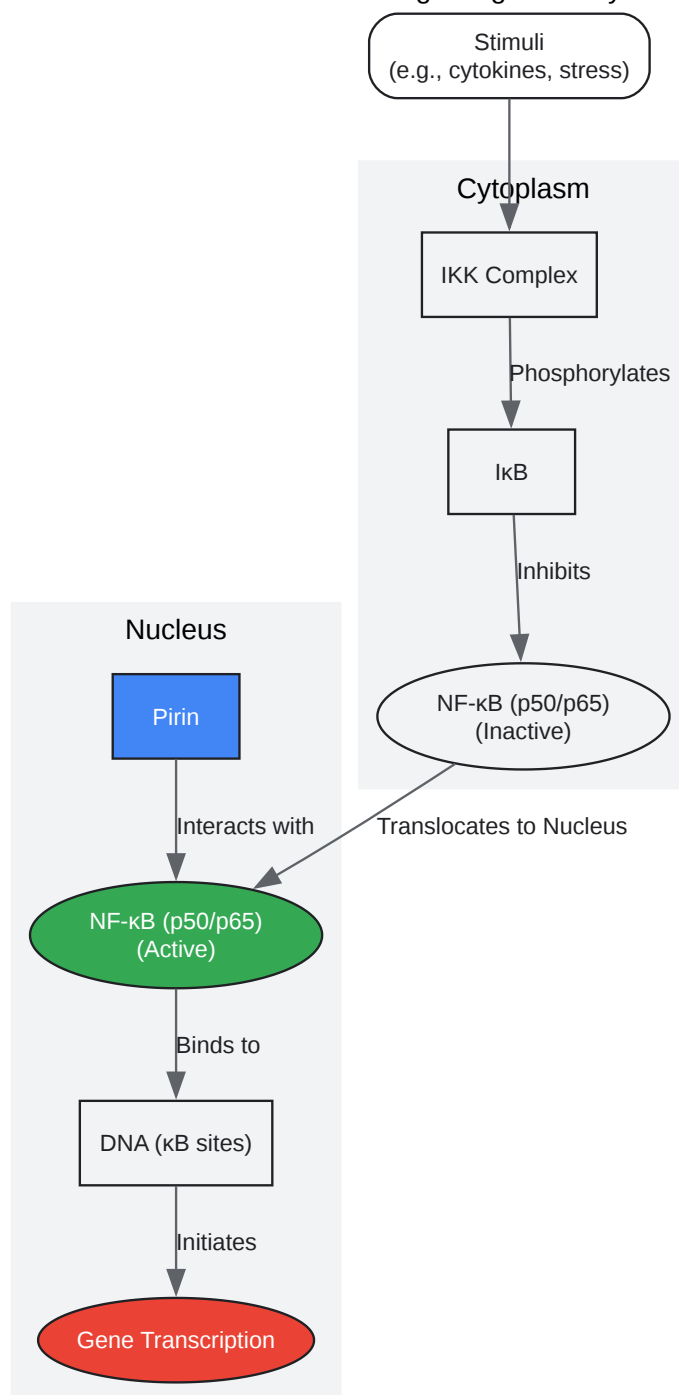 Stimuli
(e.g., cytokines, stress)
Cytoplasm
IKK Complex
Phosphorylates
IκB
Inhibits
NF-κB (p50/p65)
(Inactive)
Translocates to Nucleus
Nucleus
Pirin
Interacts with
NF-κB (p50/p65)
(Active)
Binds to
DNA (κB sites)
Initiates
Gene Transcription